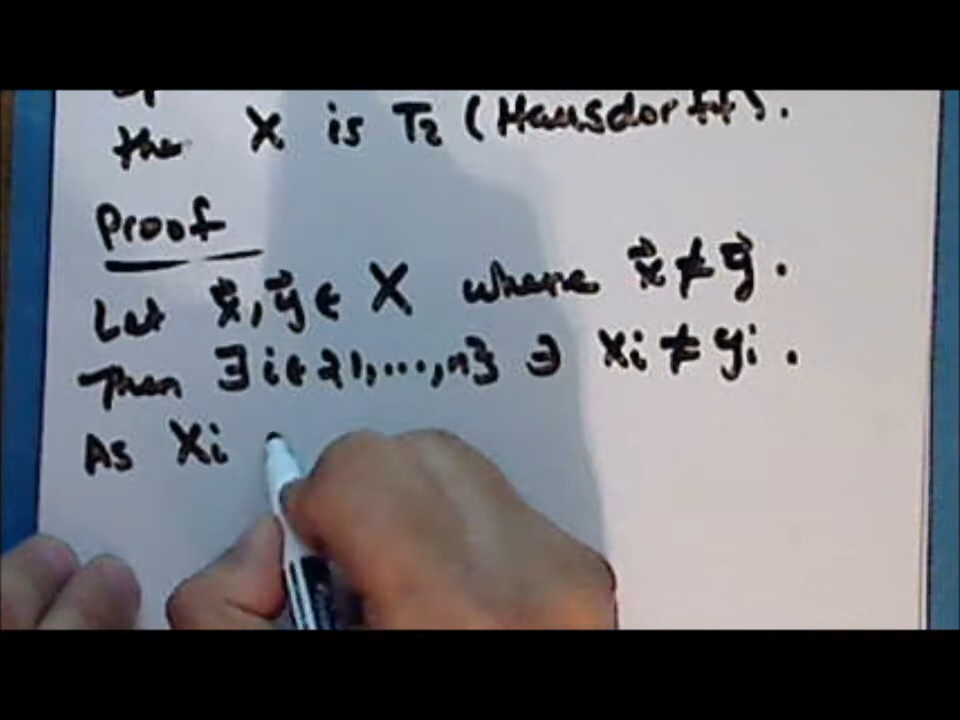 the X is T₂ (Hausdorff).
Proof
Let x⃗, y⃗ ∈ X where x⃗ ≠ y⃗.
Then ∃ i ∈ {1,...,n} ∋ xi ≠ yi.
As Xi